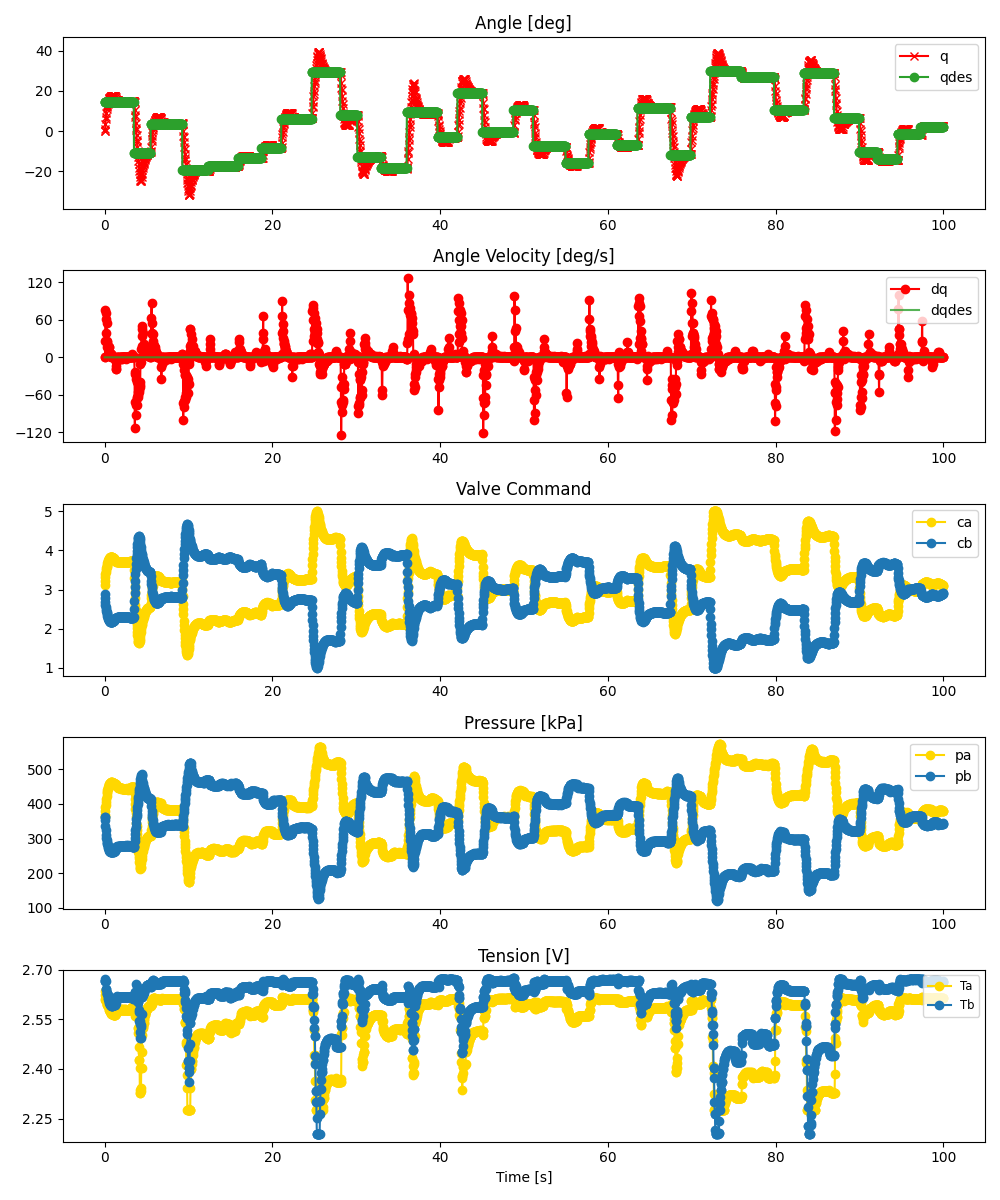 Angle [deg]
40
20
0
−20
q
qdes
0 20 40 60 80 100
Angle Velocity [deg/s]
120
60
0
−60
−120
dq
dqdes
0 20 40 60 80 100
Valve Command
5
4
3
2
1
ca
cb
0 20 40 60 80 100
Pressure [kPa]
500
400
300
200
100
pa
pb
0 20 40 60 80 100
Tension [V]
2.70
2.55
2.40
2.25
Ta
Tb
0 20 40 60 80 100
Time [s]